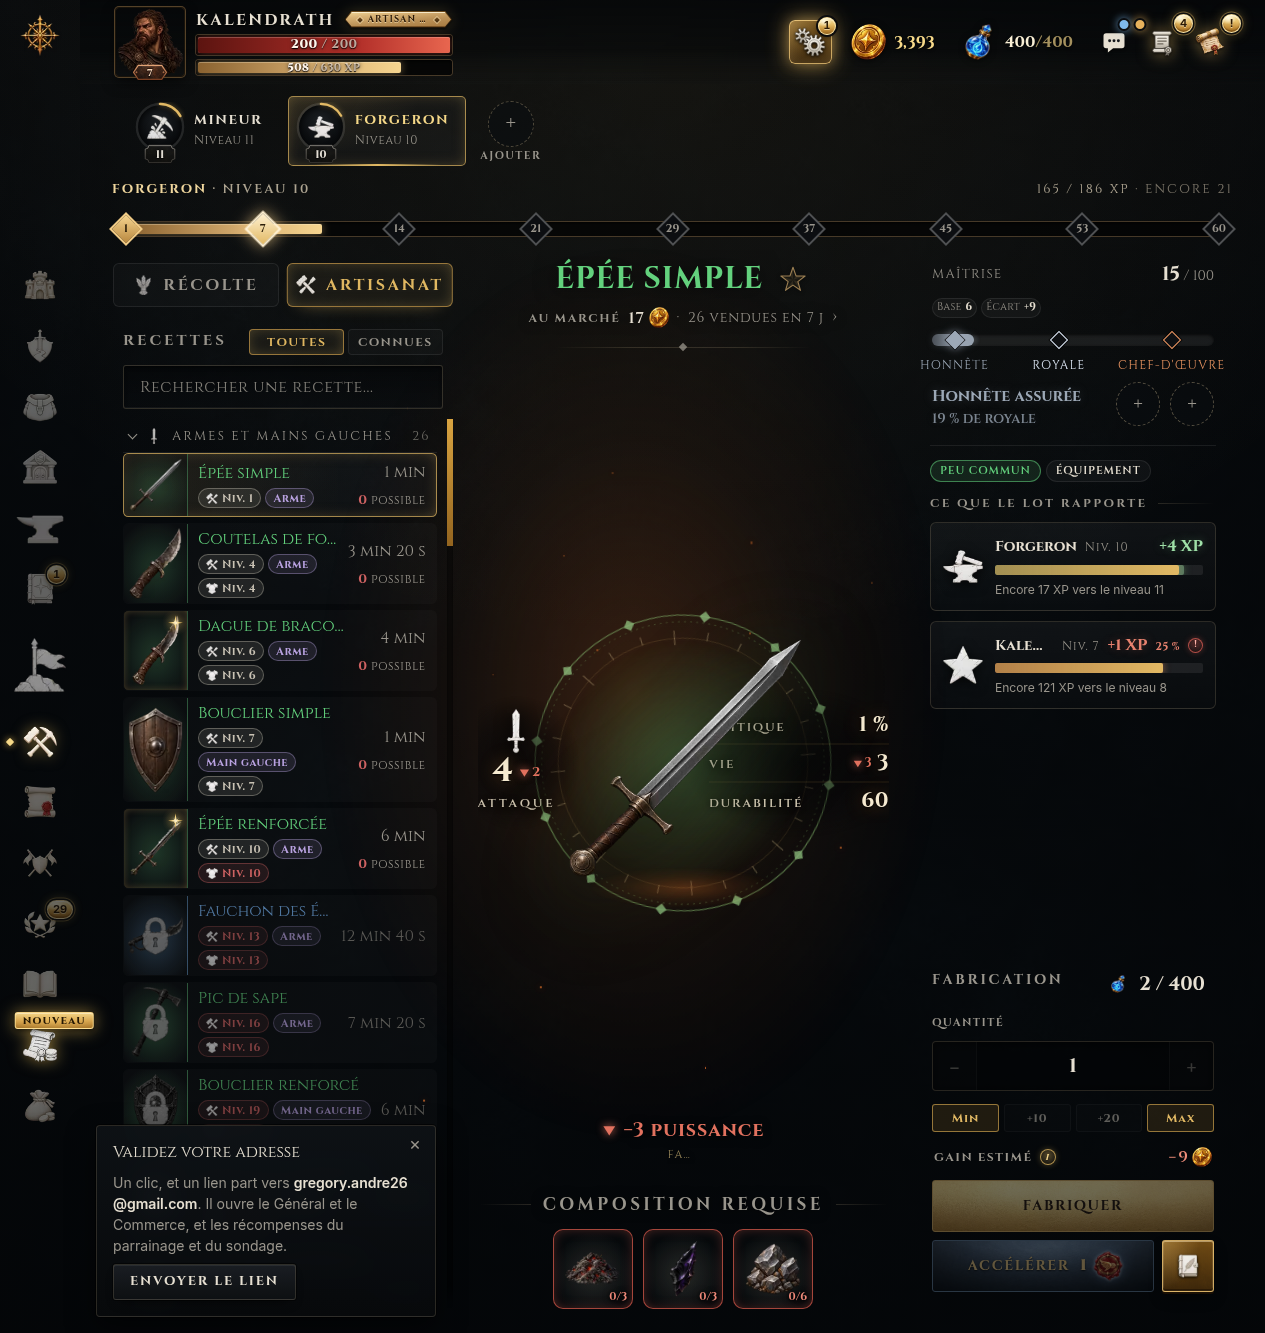 KALENDRATH
ARTISAN ...
200 / 200
508 / 630 XP
7
1
3,393
400/400
4
!
MINEUR
NIVEAU 11
11
FORGERON
NIVEAU 10
10
+
AJOUTER
FORGERON · NIVEAU 10
165 / 186 XP · ENCORE 21
1
7
14
21
29
37
45
53
60
RÉCOLTE
ARTISANAT
RECETTES
TOUTES
CONNUES
RECHERCHER UNE RECETTE...
ARMES ET MAINS GAUCHES 26
ÉPÉE SIMPLE
1 MIN
NIV. 1
ARME
0 POSSIBLE
COUTELAS DE FO...
3 MIN 20 S
NIV. 4
ARME
0 POSSIBLE
NIV. 4
DAGUE DE BRACO...
4 MIN
NIV. 6
ARME
0 POSSIBLE
NIV. 6
BOUCLIER SIMPLE
NIV. 7
1 MIN
MAIN GAUCHE
0 POSSIBLE
NIV. 7
ÉPÉE RENFORCÉE
6 MIN
NIV. 10
ARME
0 POSSIBLE
NIV. 10
FAUCHON DES É...
NIV. 13
ARME
12 MIN 40 S
NIV. 13
PIC DE SAPE
NIV. 16
ARME
7 MIN 20 S
NIV. 16
BOUCLIER RENFORCÉ
NIV. 19
MAIN GAUCHE
6 MIN
1
29
NOUVEAU
VALIDEZ VOTRE ADRESSE
×
Un clic, et un lien part vers gregory.andre26
@gmail.com. Il ouvre le Général et le
Commerce, et les récompenses du
parrainage et du sondage.
ENVOYER LE LIEN
ÉPÉE SIMPLE
AU MARCHÉ 17 · 26 VENDUES EN 7 J ›
4 ▼2
ATTAQUE
ITIQUE
1 %
VIE
▼3 3
DURABILITÉ
60
▼ −3 PUISSANCE
FA...
COMPOSITION REQUISE
0/3
0/3
0/6
MAÎTRISE
15 / 100
BASE 6
ÉCART +9
HONNÊTE
ROYALE
CHEF-D'ŒUVRE
HONNÊTE ASSURÉE
19 % DE ROYALE
+
+
PEU COMMUN
ÉQUIPEMENT
CE QUE LE LOT RAPPORTE
FORGERON NIV. 10 +4 XP
Encore 17 XP vers le niveau 11
KALE... NIV. 7 +1 XP 25 % !
Encore 121 XP vers le niveau 8
FABRICATION
2 / 400
QUANTITÉ
−
1
+
MIN
+10
+20
MAX
GAIN ESTIMÉ i
−9
FABRIQUER
ACCÉLÉRER 1